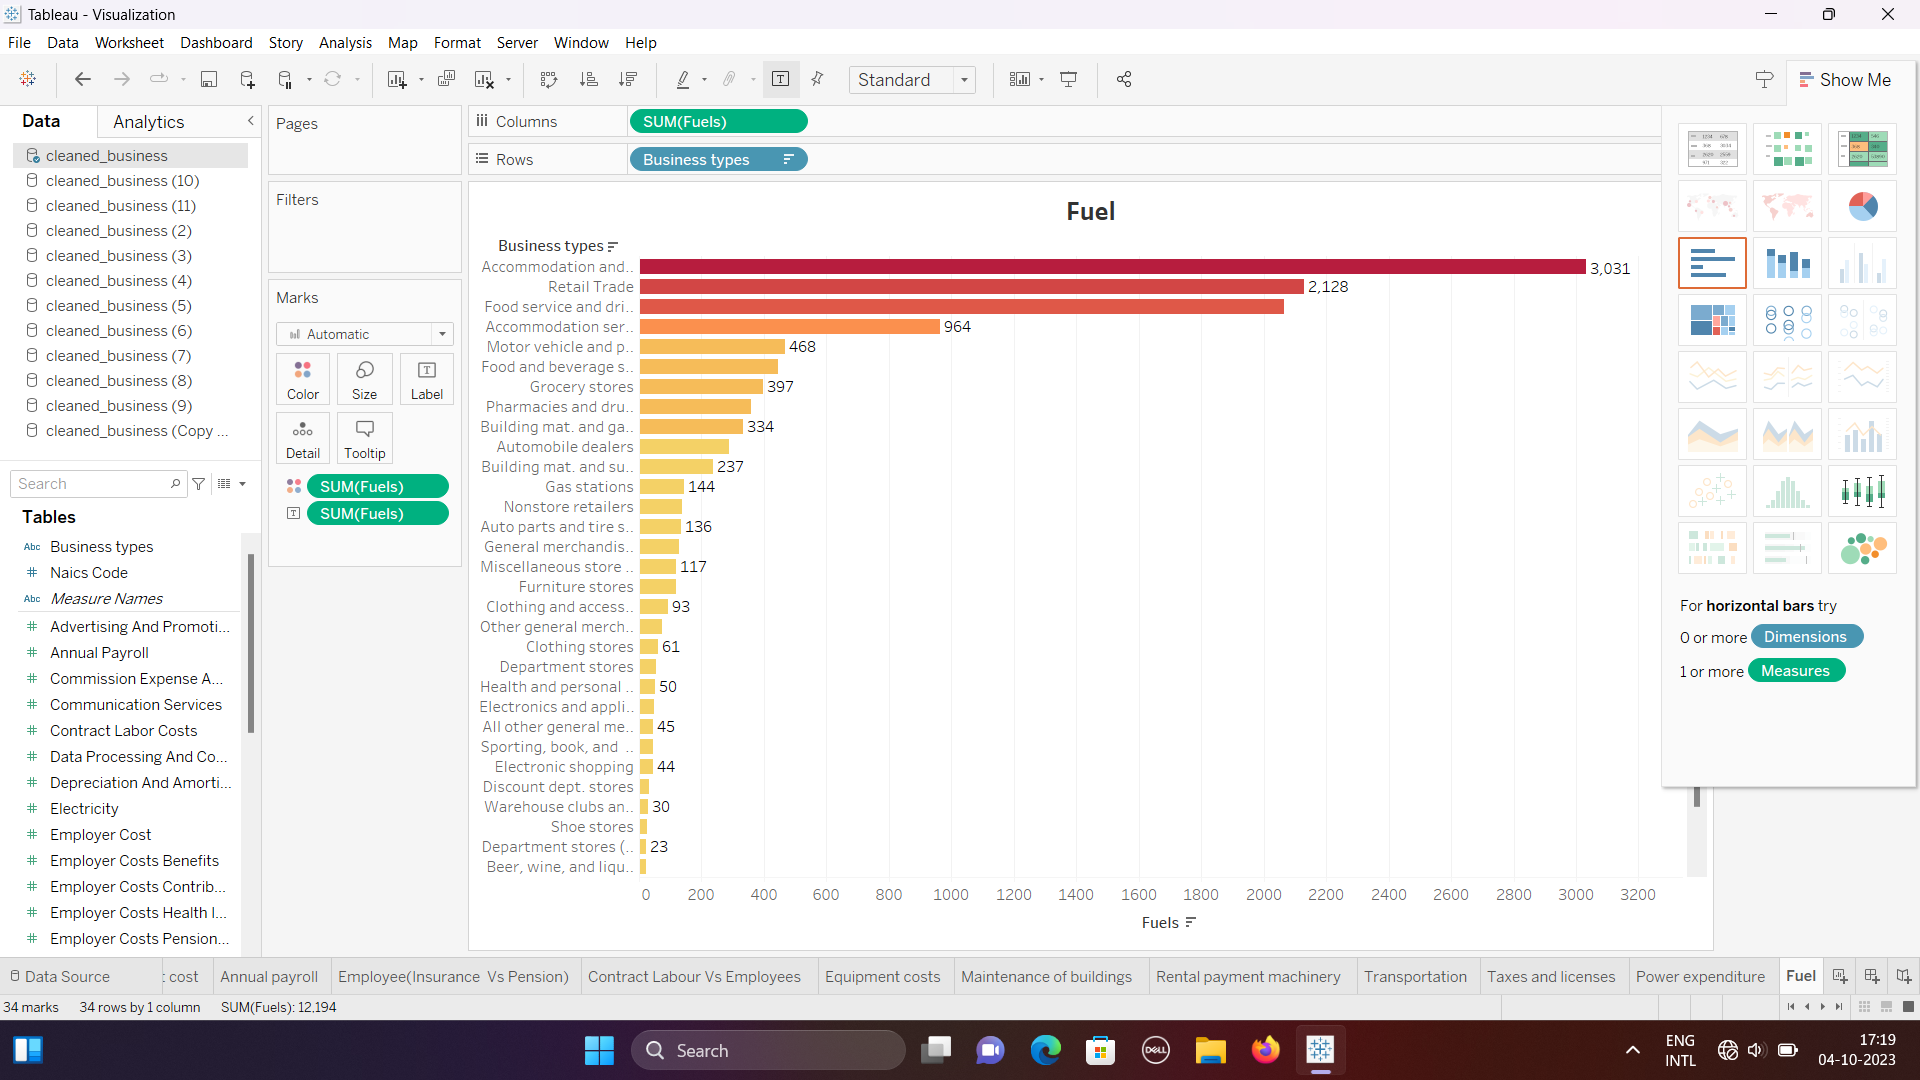 Tableau - Visualization
File Data Worksheet Dashboard Story Analysis Map Format Server Window Help
Standard
Show Me
Data
Analytics
cleaned_business
cleaned_business (10)
cleaned_business (11)
cleaned_business (2)
cleaned_business (3)
cleaned_business (4)
cleaned_business (5)
cleaned_business (6)
cleaned_business (7)
cleaned_business (8)
cleaned_business (9)
cleaned_business (Copy ...
Search
Tables
Abc Business types
# Naics Code
Abc Measure Names
# Advertising And Promoti...
# Annual Payroll
# Commission Expense A...
# Communication Services
# Contract Labor Costs
# Data Processing And Co...
# Depreciation And Amorti...
# Electricity
# Employer Cost
# Employer Costs Benefits
# Employer Costs Contrib...
# Employer Costs Health I...
# Employer Costs Pension...
Pages
Filters
Marks
Automatic
Color
Size
Label
Detail
Tooltip
SUM(Fuels)
SUM(Fuels)
Columns
SUM(Fuels)
Rows
Business types
Fuel
Business types
Accommodation and.. 3,031
Retail Trade 2,128
Food service and dri..
Accommodation ser.. 964
Motor vehicle and p.. 468
Food and beverage s..
Grocery stores 397
Pharmacies and dru..
Building mat. and ga.. 334
Automobile dealers
Building mat. and su.. 237
Gas stations 144
Nonstore retailers
Auto parts and tire s.. 136
General merchandis..
Miscellaneous store .. 117
Furniture stores
Clothing and access.. 93
Other general merch..
Clothing stores 61
Department stores
Health and personal .. 50
Electronics and appli..
All other general me.. 45
Sporting, book, and ..
Electronic shopping 44
Discount dept. stores
Warehouse clubs an.. 30
Shoe stores
Department stores (.. 23
Beer, wine, and liqu..
0 200 400 600 800 1000 1200 1400 1600 1800 2000 2200 2400 2600 2800 3000 3200
Fuels
For horizontal bars try
0 or more Dimensions
1 or more Measures
Data Source
t cost
Annual payroll
Employee(Insurance Vs Pension)
Contract Labour Vs Employees
Equipment costs
Maintenance of buildings
Rental payment machinery
Transportation
Taxes and licenses
Power expenditure
Fuel
34 marks 34 rows by 1 column SUM(Fuels): 12,194
Search
DELL
ENG
INTL
17:19
04-10-2023